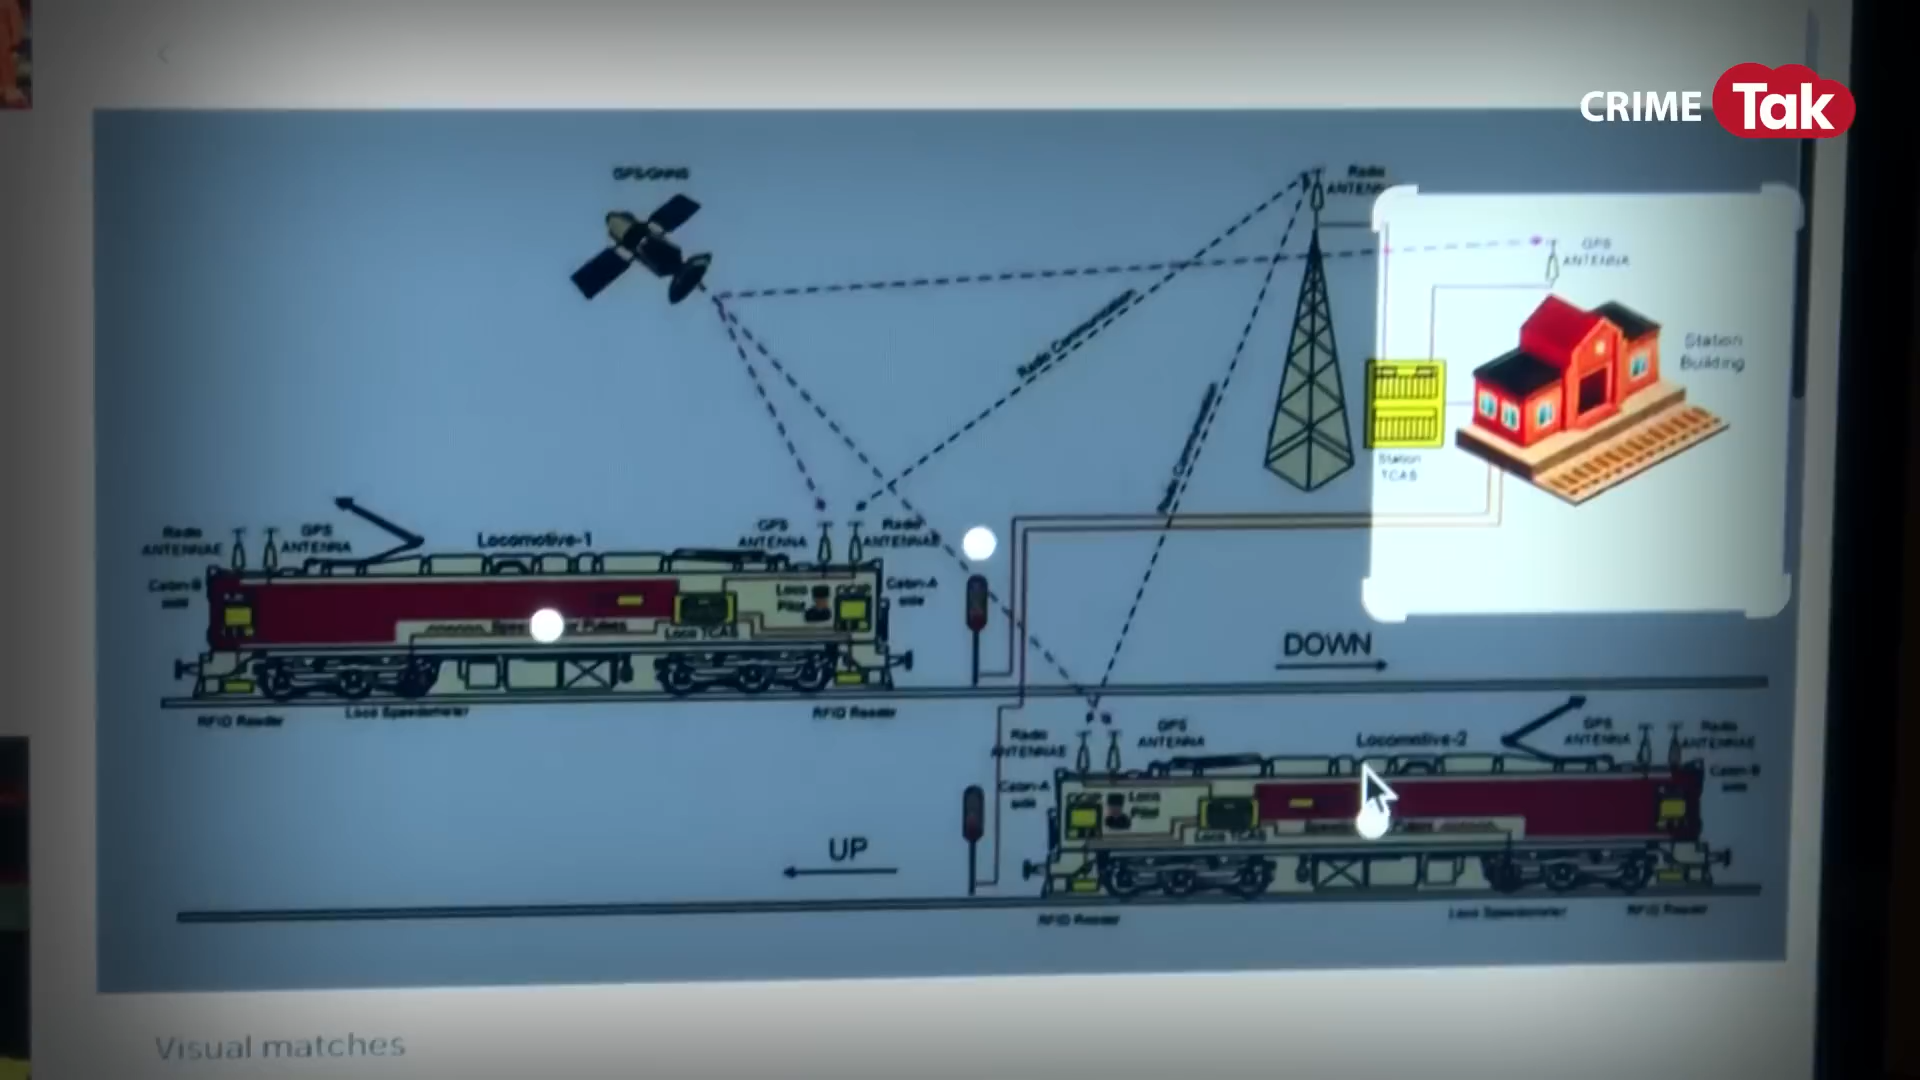 CRIME Tak
GPS/GNNS
Radio
GPS
ANTENNA
Station
Building
Radio Communication
Station
TCAS
Radio
ANTENNAE
GPS
ANTENNA
Locomotive-1
GPS
ANTENNA
Radio
ANTENNAE
Cabin-B
side
Loco
Pilot
Cabin-A
side
Loco TCAS
RFID Reader
Loco Speedometer
RFID Reader
DOWN
Radio
ANTENNAE
GPS
ANTENNA
Locomotive-2
GPS
ANTENNA
Radio
ANTENNAE
Cabin-A
side
Loco
Pilot
Cabin-B
side
Loco TCAS
UP
RFID Reader
Loco Speedometer
RFID Reader
Visual matches